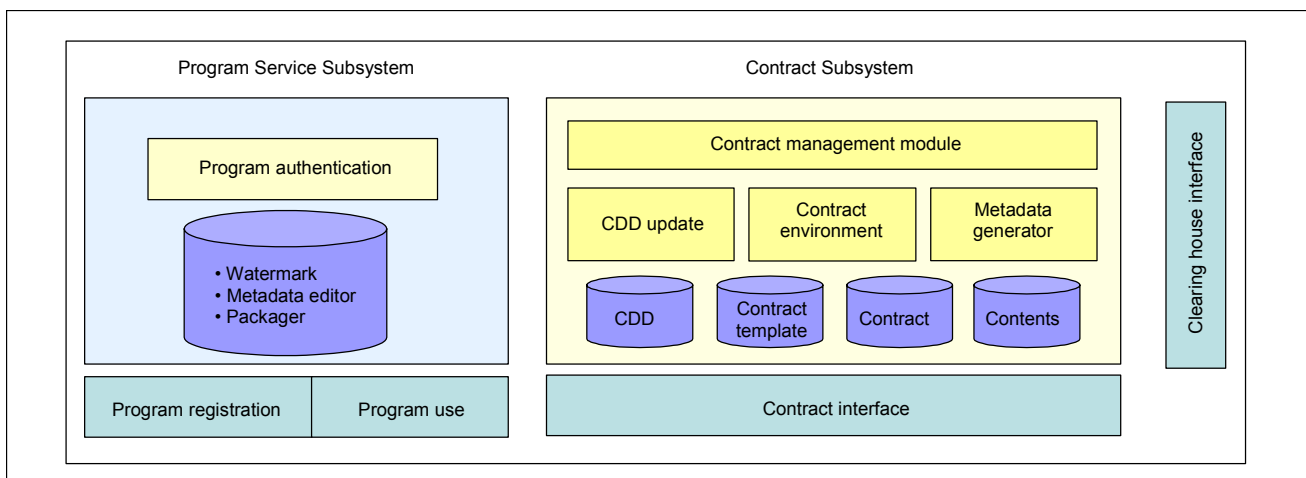 Program Service Subsystem
Contract Subsystem
Program authentication
• Watermark
• Metadata editor
• Packager
Program registration
Program use
Contract management module
CDD update
Contract
environment
Metadata
generator
CDD
Contract
template
Contract
Contents
Contract interface
Clearing house interface